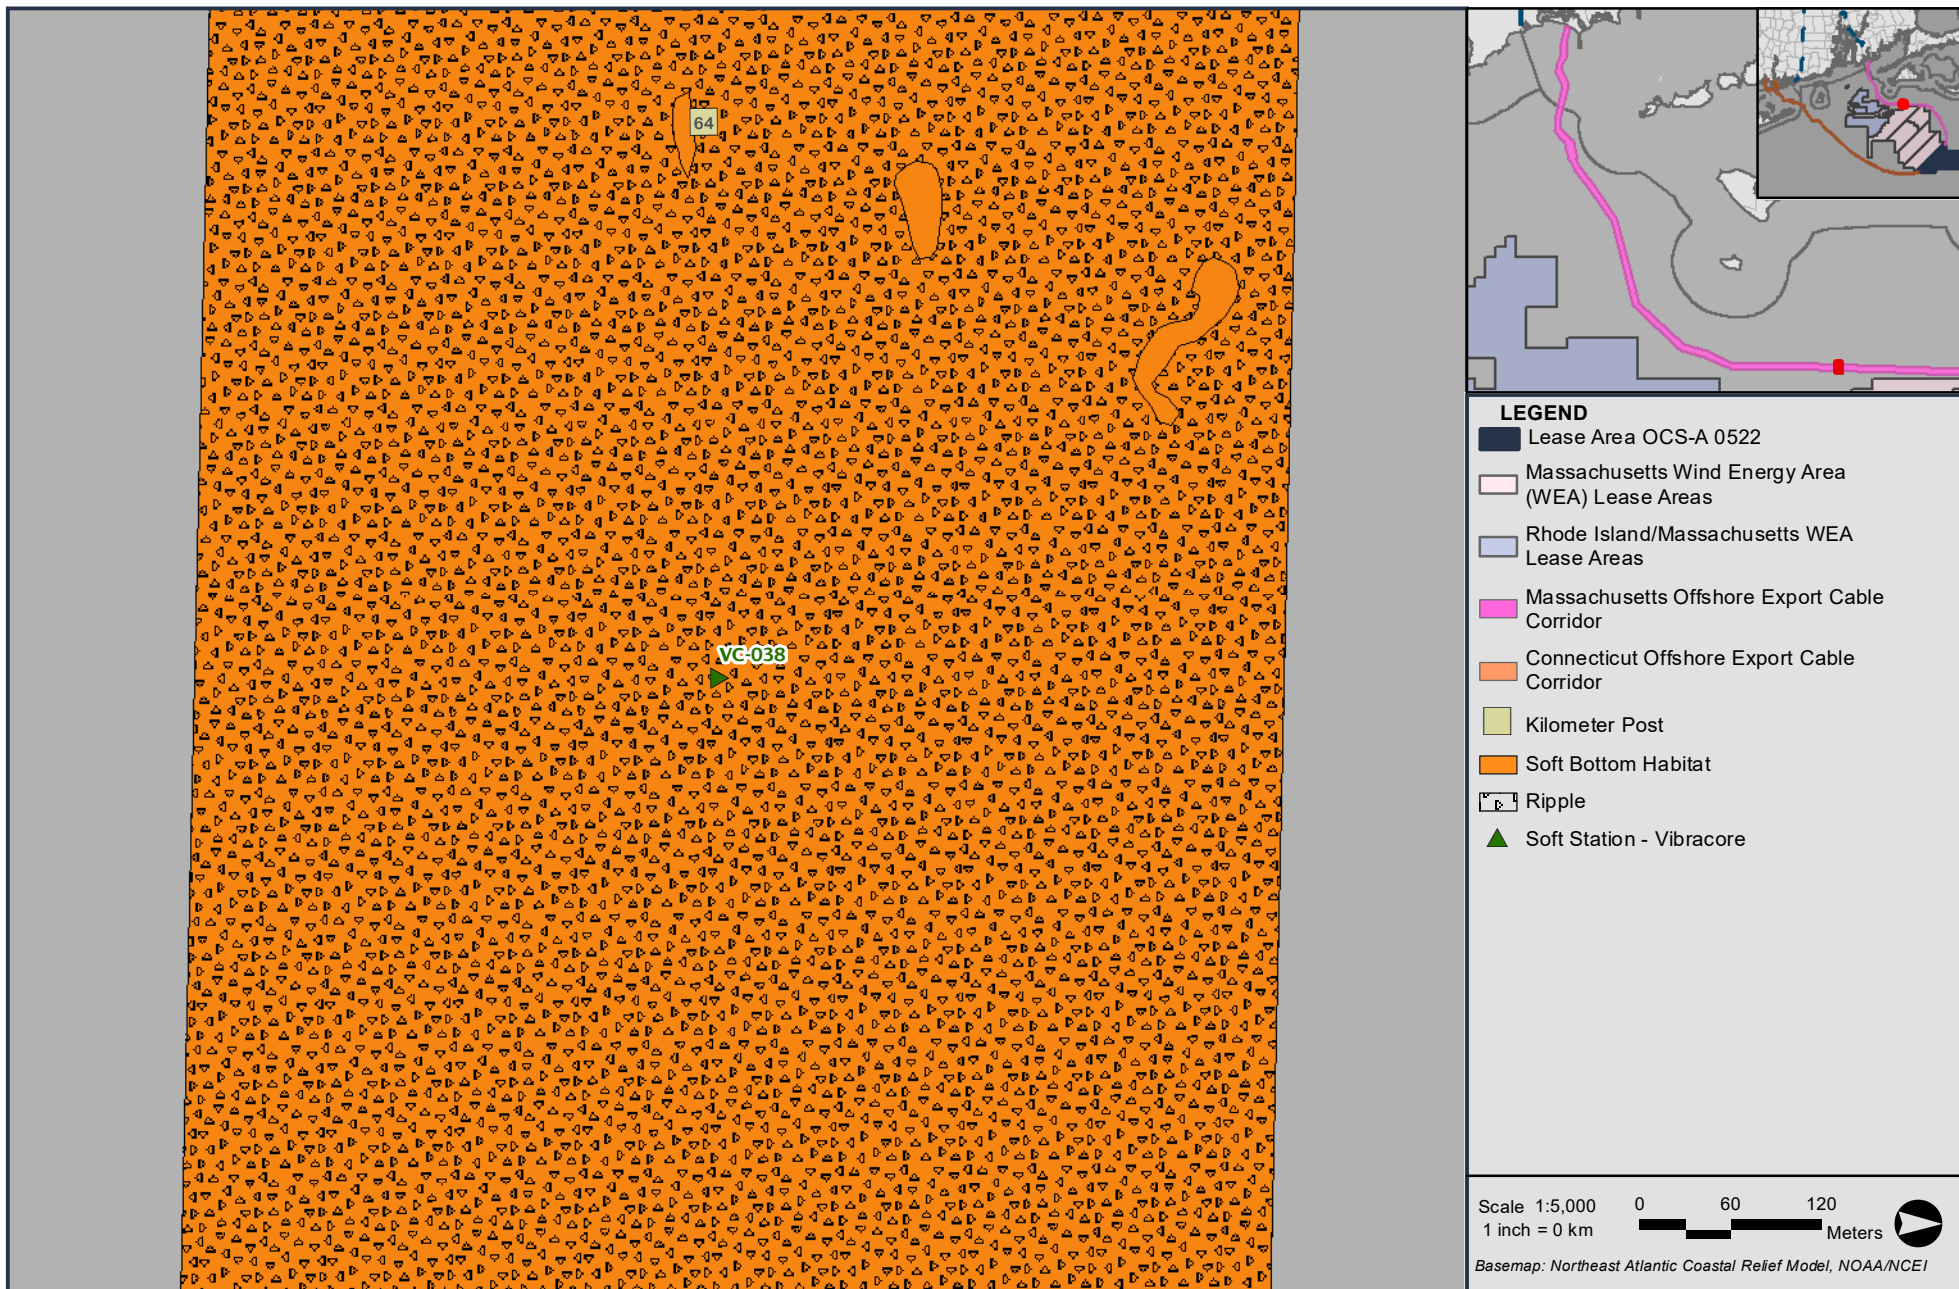 64
VC-038
LEGEND
Lease Area OCS-A 0522
Massachusetts Wind Energy Area
(WEA) Lease Areas
Rhode Island/Massachusetts WEA
Lease Areas
Massachusetts Offshore Export Cable
Corridor
Connecticut Offshore Export Cable
Corridor
Kilometer Post
Soft Bottom Habitat
Ripple
Soft Station - Vibracore
Scale 1:5,000
1 inch = 0 km
0 60 120
Meters
Basemap: Northeast Atlantic Coastal Relief Model, NOAA/NCEI